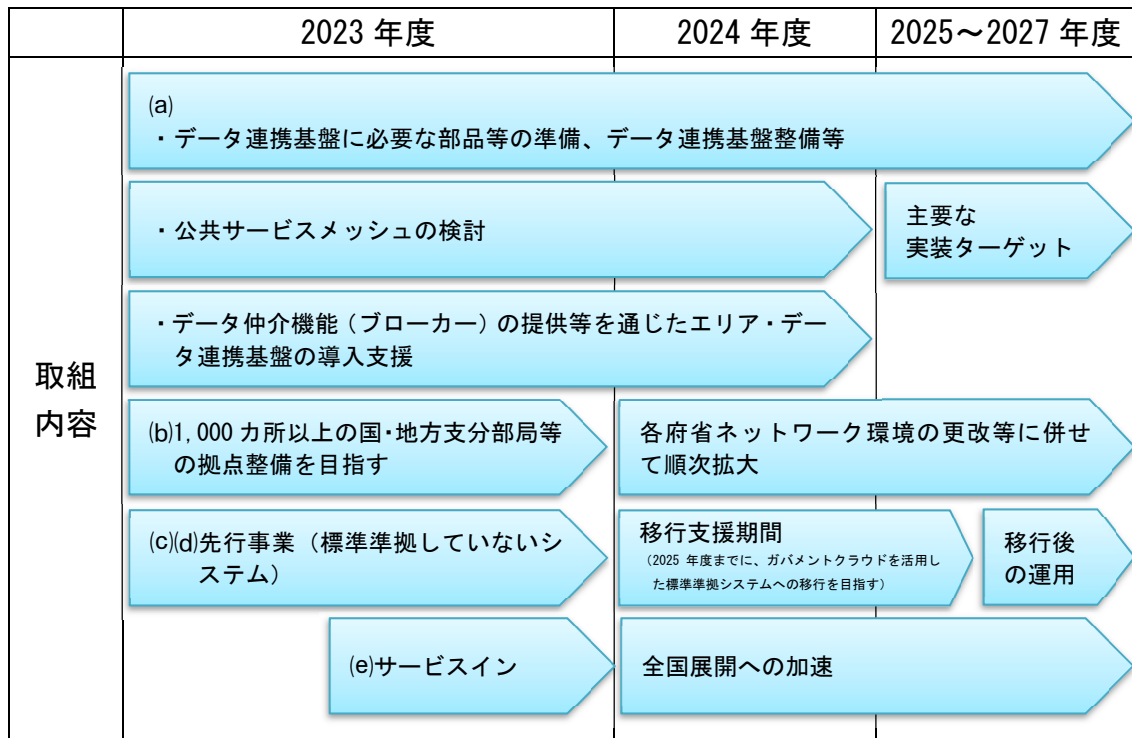 2023 年度
2024 年度
2025～2027 年度
取組
内容
(a)
・データ連携基盤に必要な部品等の準備、データ連携基盤整備等
・公共サービスメッシュの検討
主要な
実装ターゲット
・データ仲介機能（ブローカー）の提供等を通じたエリア・デー
タ連携基盤の導入支援
(b)1,000 カ所以上の国・地方支分部局等
の拠点整備を目指す
各府省ネットワーク環境の更改等に併せ
て順次拡大
(c)(d)先行事業（標準準拠していないシ
ステム）
移行支援期間
（2025 年度までに、ガバメントクラウドを活用し
た標準準拠システムへの移行を目指す）
移行後
の運用
(e)サービスイン
全国展開への加速